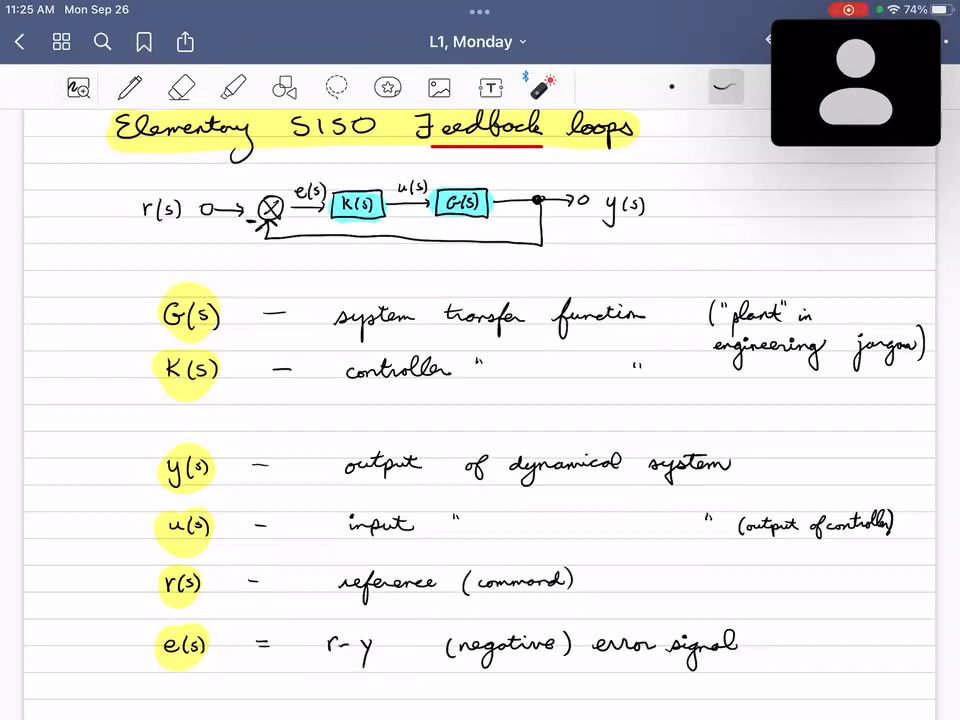 11:25 AM Mon Sep 26
74%
L1, Monday
T
Elementary SISO Feedback loops
r(s) e(s) K(s) u(s) G(s) y(s)
-
G(s) — system transfer function ("plant" in
engineering jargon)
K(s) — controller " "
y(s) — output of dynamical system
u(s) — input " " (output of controller)
r(s) — reference (command)
e(s) = r-y (negative) error signal